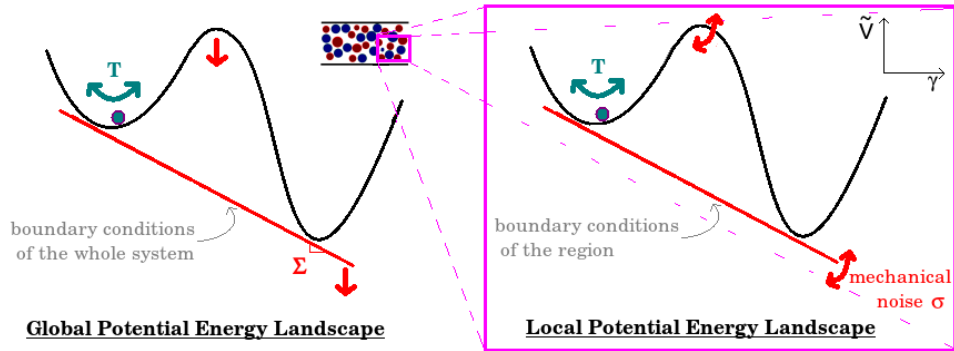 T
boundary conditions
of the whole system
Σ
Global Potential Energy Landscape
Ṽ
γ
T
boundary conditions
of the region
mechanical
noise σ
Local Potential Energy Landscape